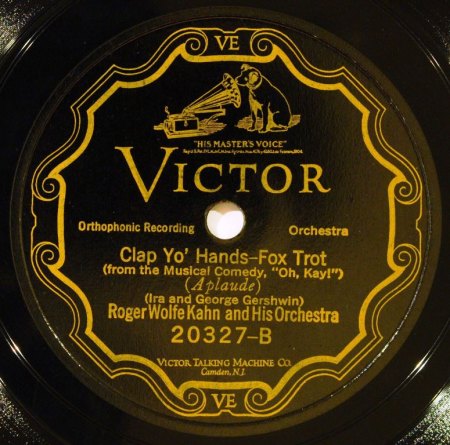 VE
"HIS MASTER'S VOICE"
VICTOR
Orthophonic Recording
Orchestra
Clap Yo' Hands-Fox Trot
(from the Musical Comedy, "Oh, Kay!")
(Aplaude)
(Ira and George Gershwin)
Roger Wolfe Kahn and His Orchestra
20327-B
VICTOR TALKING MACHINE CO.
Camden, N.J.
VE